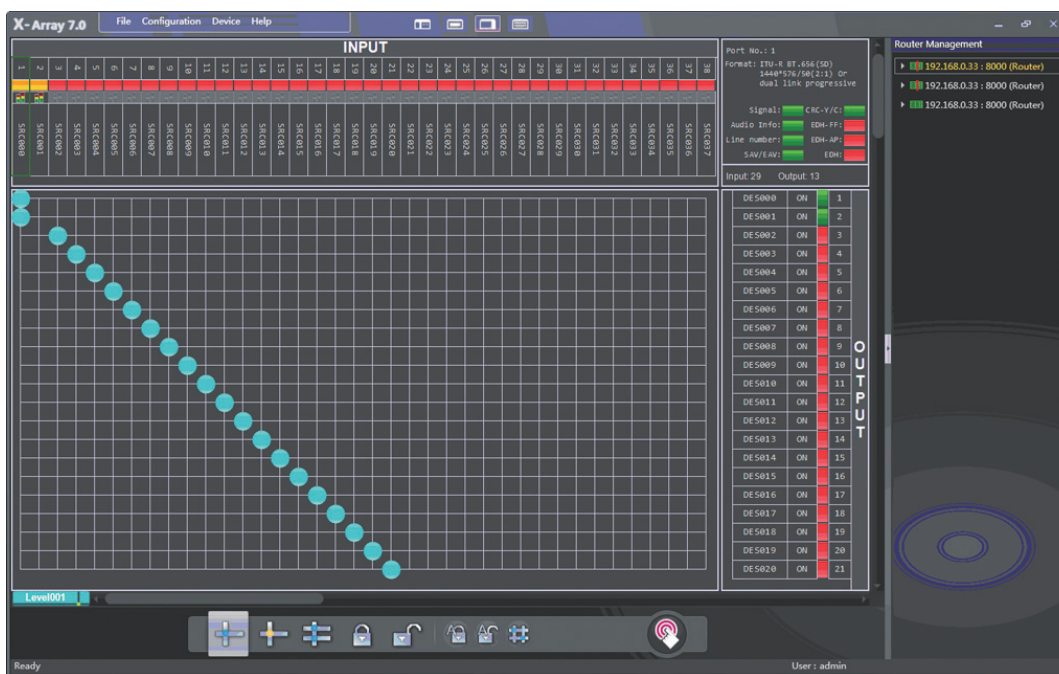 X-Array 7.0
File Configuration Device Help
INPUT
1 2 3 4 5 6 7 8 9 10 11 12 13 14 15 16 17 18 19 20 21 22 23 24 25 26 27 28 29 30 31 32 33 34 35 36 37 38
SRC000 SRC001 SRC002 SRC003 SRC004 SRC005 SRC006 SRC007 SRC008 SRC009 SRC010 SRC011 SRC012 SRC013 SRC014 SRC015 SRC016 SRC017 SRC018 SRC019 SRC020 SRC021 SRC022 SRC023 SRC024 SRC025 SRC026 SRC027 SRC028 SRC029 SRC030 SRC031 SRC032 SRC033 SRC034 SRC035 SRC036 SRC037
Port No.: 1
Format: ITU-R BT.656(SD)
1440*576/50(2:1) Or
dual link progressive
Signal: CRC-Y/C:
Audio Info: EDH-FF:
Line number: EDH-AP:
SAV/EAV: EDH:
Input: 29 Output: 13
DES000 ON 1
DES001 ON 2
DES002 ON 3
DES003 ON 4
DES004 ON 5
DES005 ON 6
DES006 ON 7
DES007 ON 8
DES008 ON 9
DES009 ON 10
DES010 ON 11
DES011 ON 12
DES012 ON 13
DES013 ON 14
DES014 ON 15
DES015 ON 16
DES016 ON 17
DES017 ON 18
DES018 ON 19
DES019 ON 20
DES020 ON 21
OUTPUT
Router Management
192.168.0.33 : 8000 (Router)
192.168.0.33 : 8000 (Router)
192.168.0.33 : 8000 (Router)
Level001
A A
Ready
User : admin